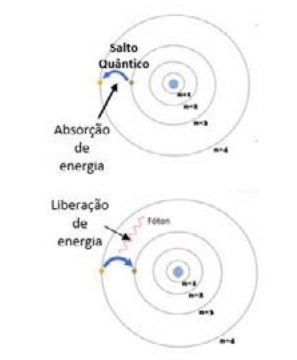 Salto
Quântico
Absorção
de
energia
n=1
n=2
n=3
n=4
Liberação
de
energia
Fóton
n=1
n=2
n=3
n=4